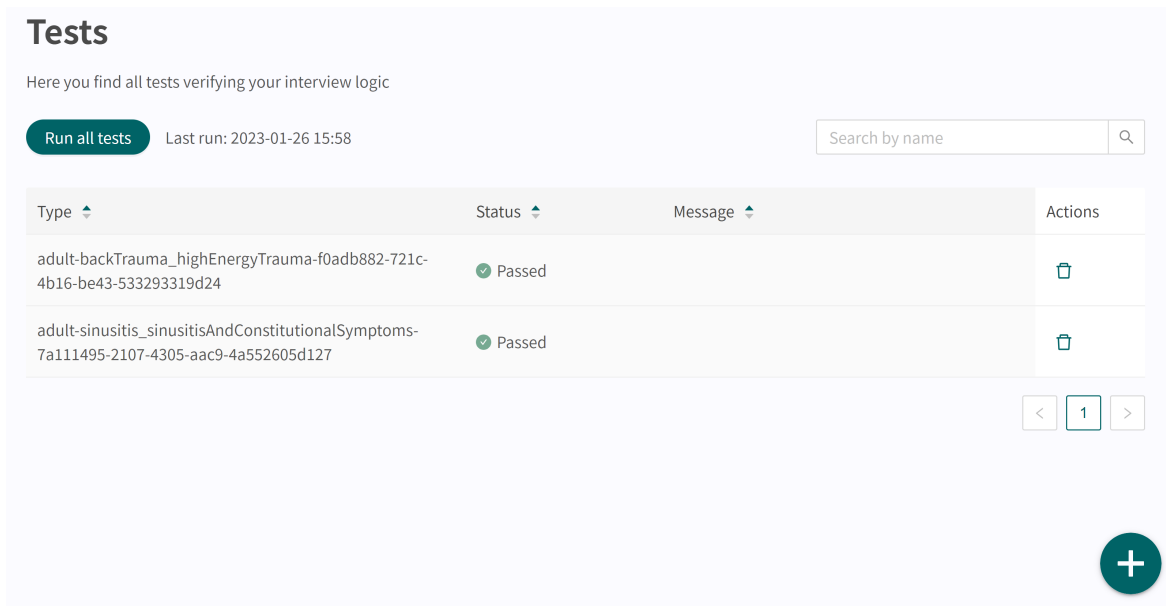 Tests
Here you find all tests verifying your interview logic
Run all tests
Last run: 2023-01-26 15:58
Search by name
Type
Status
Message
Actions
adult-backTrauma_highEnergyTrauma-f0adb882-721c-
4b16-be43-533293319d24
Passed
adult-sinusitis_sinusitisAndConstitutionalSymptoms-
7a111495-2107-4305-aac9-4a552605d127
Passed
1